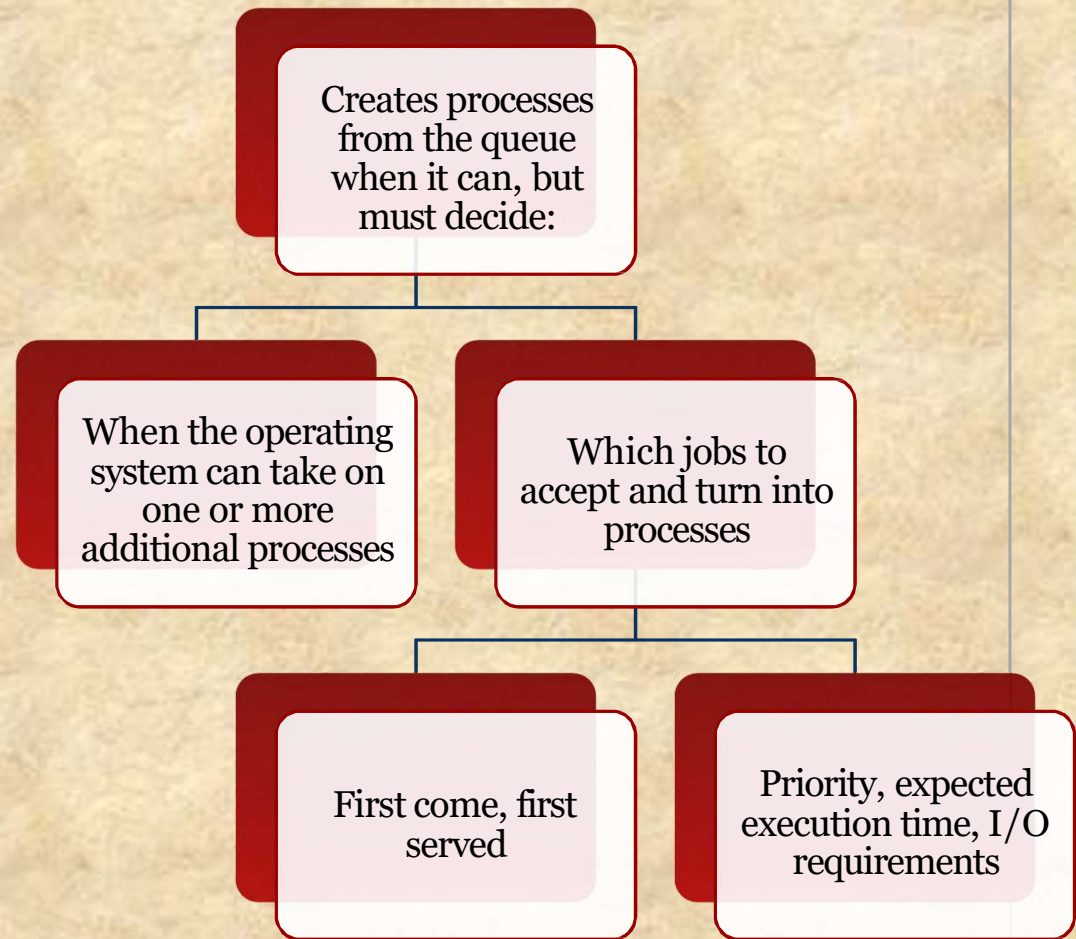 Creates processes
from the queue
when it can, but
must decide:
When the operating
system can take on
one or more
additional processes
Which jobs to
accept and turn into
processes
First come, first
served
Priority, expected
execution time, I/O
requirements